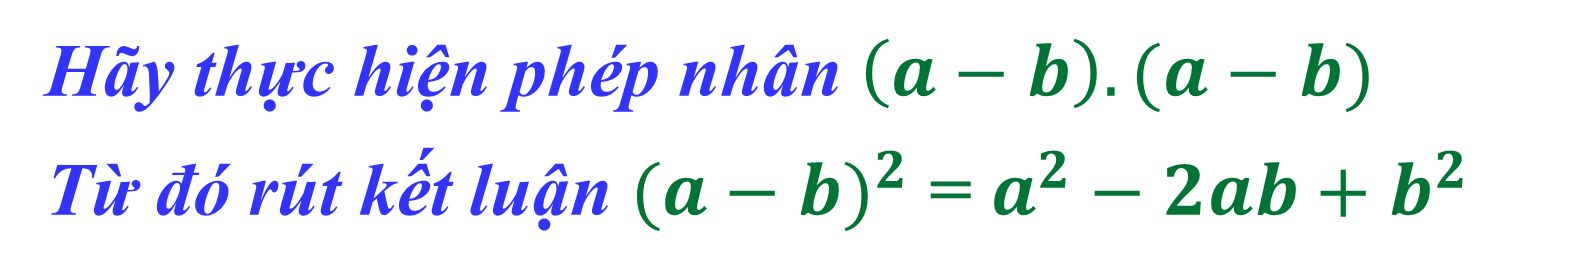 Hãy thực hiện phép nhân (a − b).(a − b)
Từ đó rút kết luận (a − b)² = a² − 2ab + b²